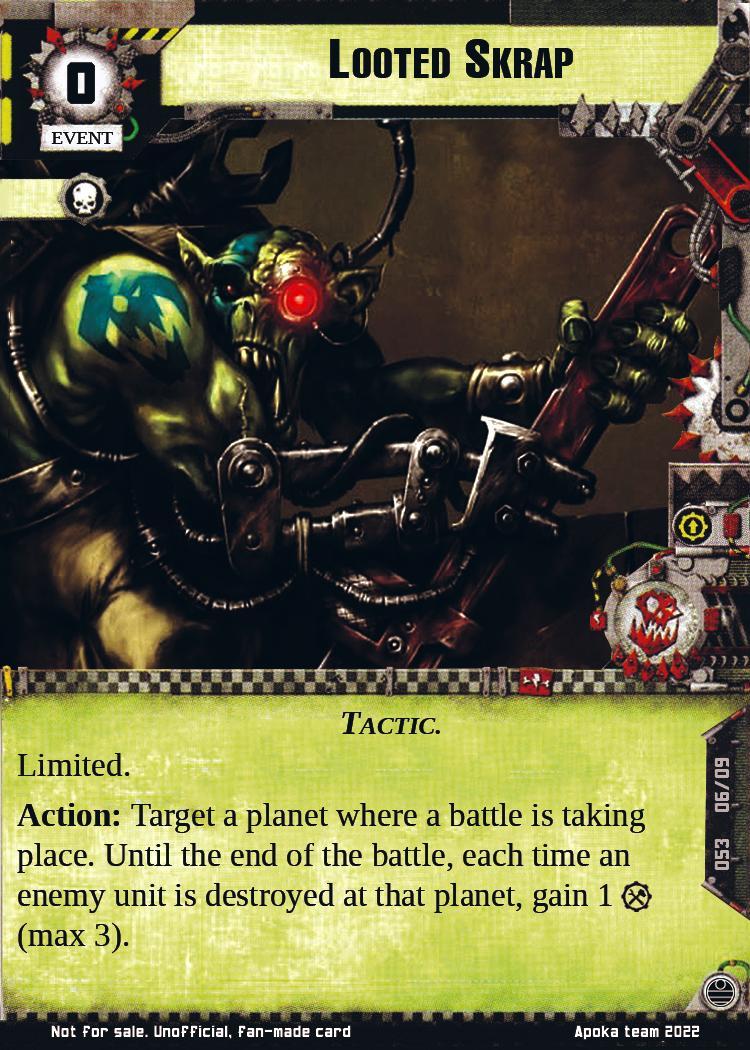 Looted Skrap
0
EVENT
Tactic.
Limited.
Action: Target a planet where a battle is taking
place. Until the end of the battle, each time an
enemy unit is destroyed at that planet, gain 1
(max 3).
053 06/09
Not for sale. Unofficial, fan-made card
Apoka team 2022